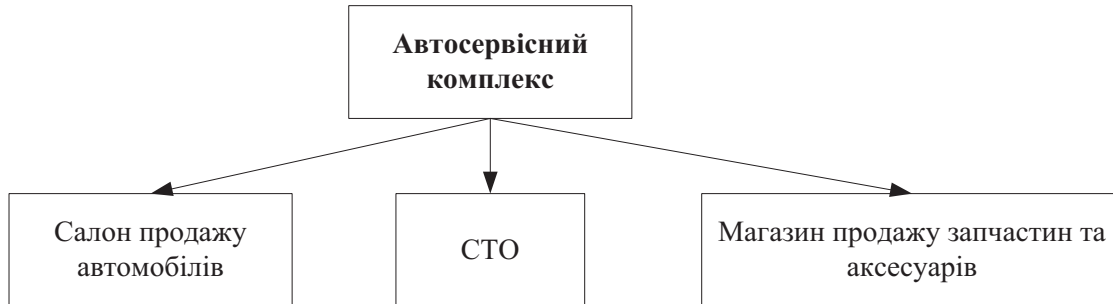 Автосервісний
комплекс
Салон продажу
автомобілів
СТО
Магазин продажу запчастин та
аксесуарів